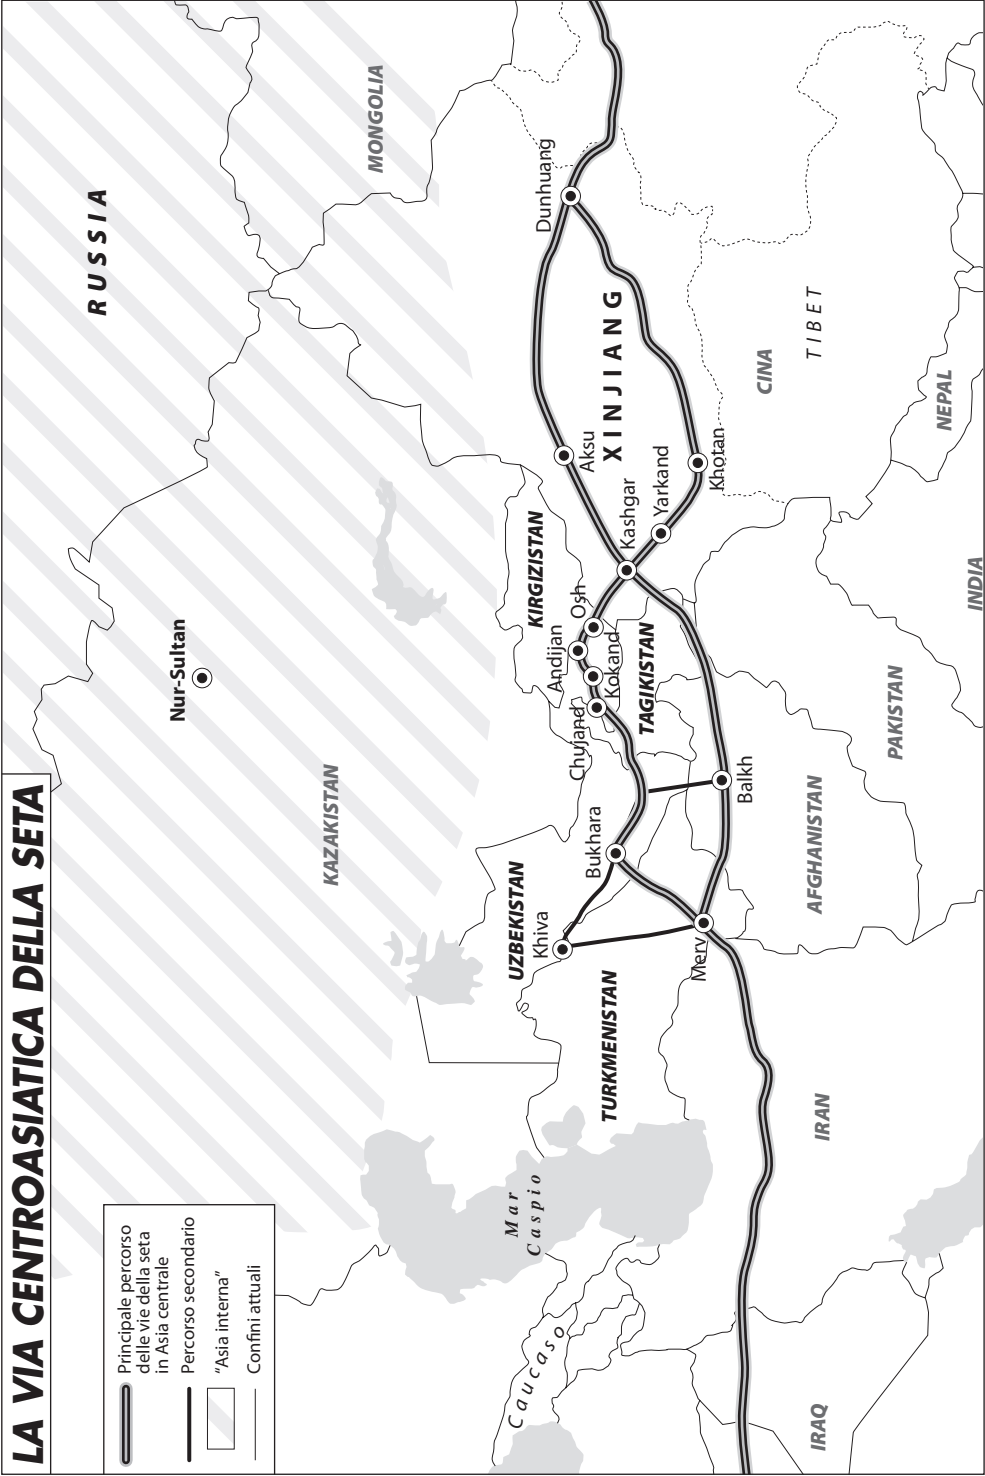 LA VIA CENTROASIATICA DELLA SETA
Principale percorso
delle vie della seta
in Asia centrale
Percorso secondario
“Asia interna”
Confini attuali
RUSSIA
MONGOLIA
Nur-Sultan
KAZAKISTAN
Dunhuang
XINJIANG
Aksu
Kashgar
Yarkand
Khotan
CINA
TIBET
NEPAL
INDIA
KIRGIZISTAN
Osh
Andijan
Kokand
Chujand
TAGIKISTAN
Bukhara
UZBEKISTAN
Khiva
Balkh
PAKISTAN
AFGHANISTAN
Merv
TURKMENISTAN
Mar
Caspio
Caucaso
IRAN
IRAQ